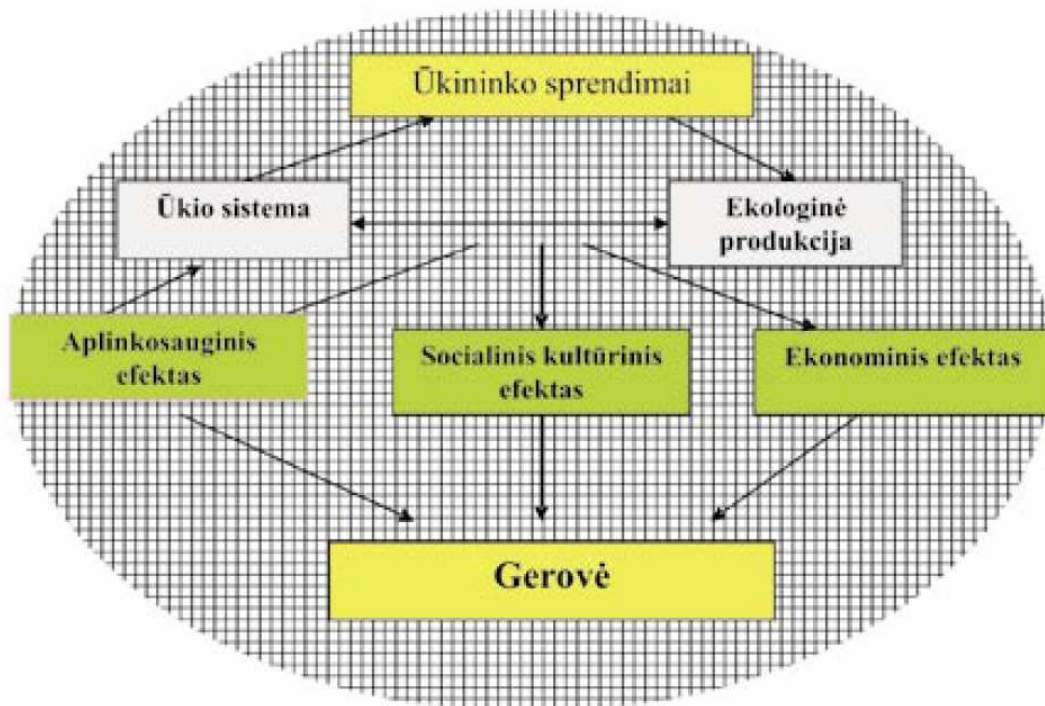 Ūkininko sprendimai
Ūkio sistema
Ekologinė
produkcija
Aplinkosauginis
efektas
Socialinis kultūrinis
efektas
Ekonominis efektas
Gerovė